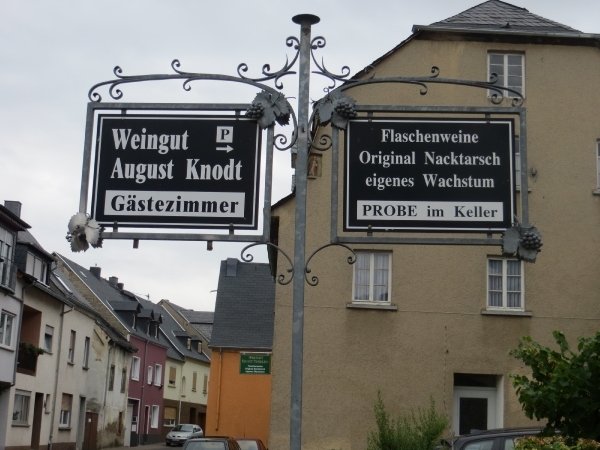 Weingut P
August Knodt
Gästezimmer
Flaschenweine
Original Nacktarsch
eigenes Wachstum
PROBE im Keller